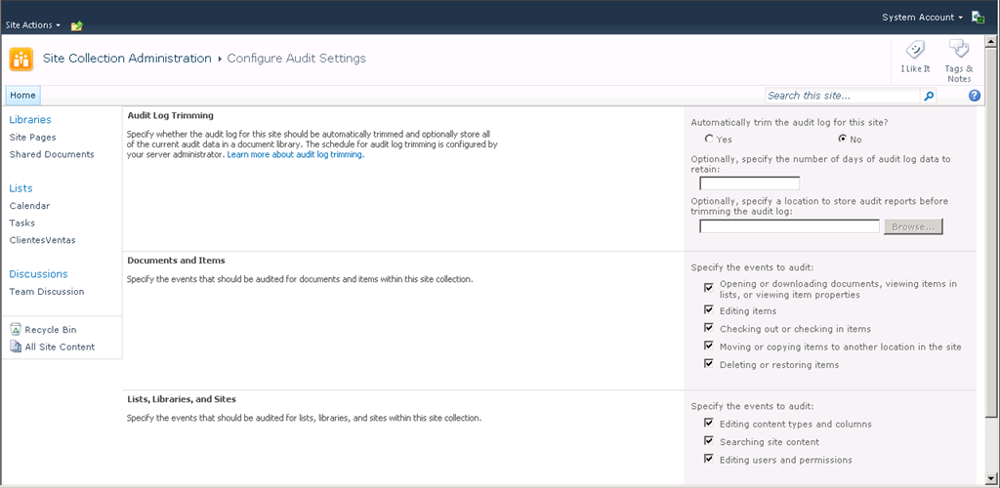 Site Actions
System Account
Site Collection Administration ▸ Configure Audit Settings
I Like It
Tags &
Notes
Home
Search this site...
Libraries
Site Pages
Shared Documents
Lists
Calendar
Tasks
ClientesVentas
Discussions
Team Discussion
Recycle Bin
All Site Content
Audit Log Trimming
Specify whether the audit log for this site should be automatically trimmed and optionally store all
of the current audit data in a document library. The schedule for audit log trimming is configured by
your server administrator. Learn more about audit log trimming.
Automatically trim the audit log for this site?
Yes No
Optionally, specify the number of days of audit log data to
retain:
Optionally, specify a location to store audit reports before
trimming the audit log:
Browse...
Documents and Items
Specify the events that should be audited for documents and items within this site collection.
Specify the events to audit:
Opening or downloading documents, viewing items in
lists, or viewing item properties
Editing items
Checking out or checking in items
Moving or copying items to another location in the site
Deleting or restoring items
Lists, Libraries, and Sites
Specify the events that should be audited for lists, libraries, and sites within this site collection.
Specify the events to audit:
Editing content types and columns
Searching site content
Editing users and permissions